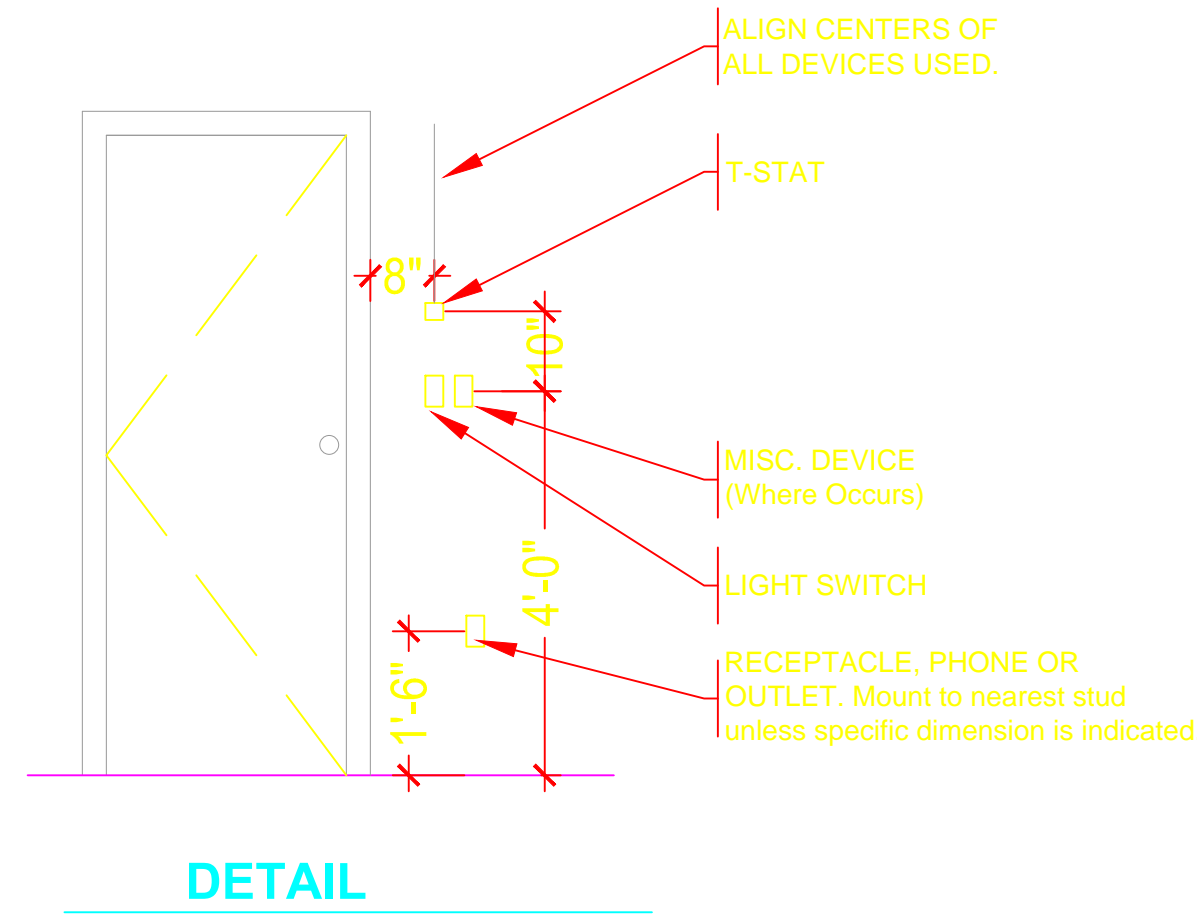 ALIGN CENTERS OF
ALL DEVICES USED.
T-STAT
8"
10"
MISC. DEVICE
(Where Occurs)
4'-0"
LIGHT SWITCH
1'-6"
RECEPTACLE, PHONE OR
OUTLET. Mount to nearest stud
unless specific dimension is indicated
DETAIL